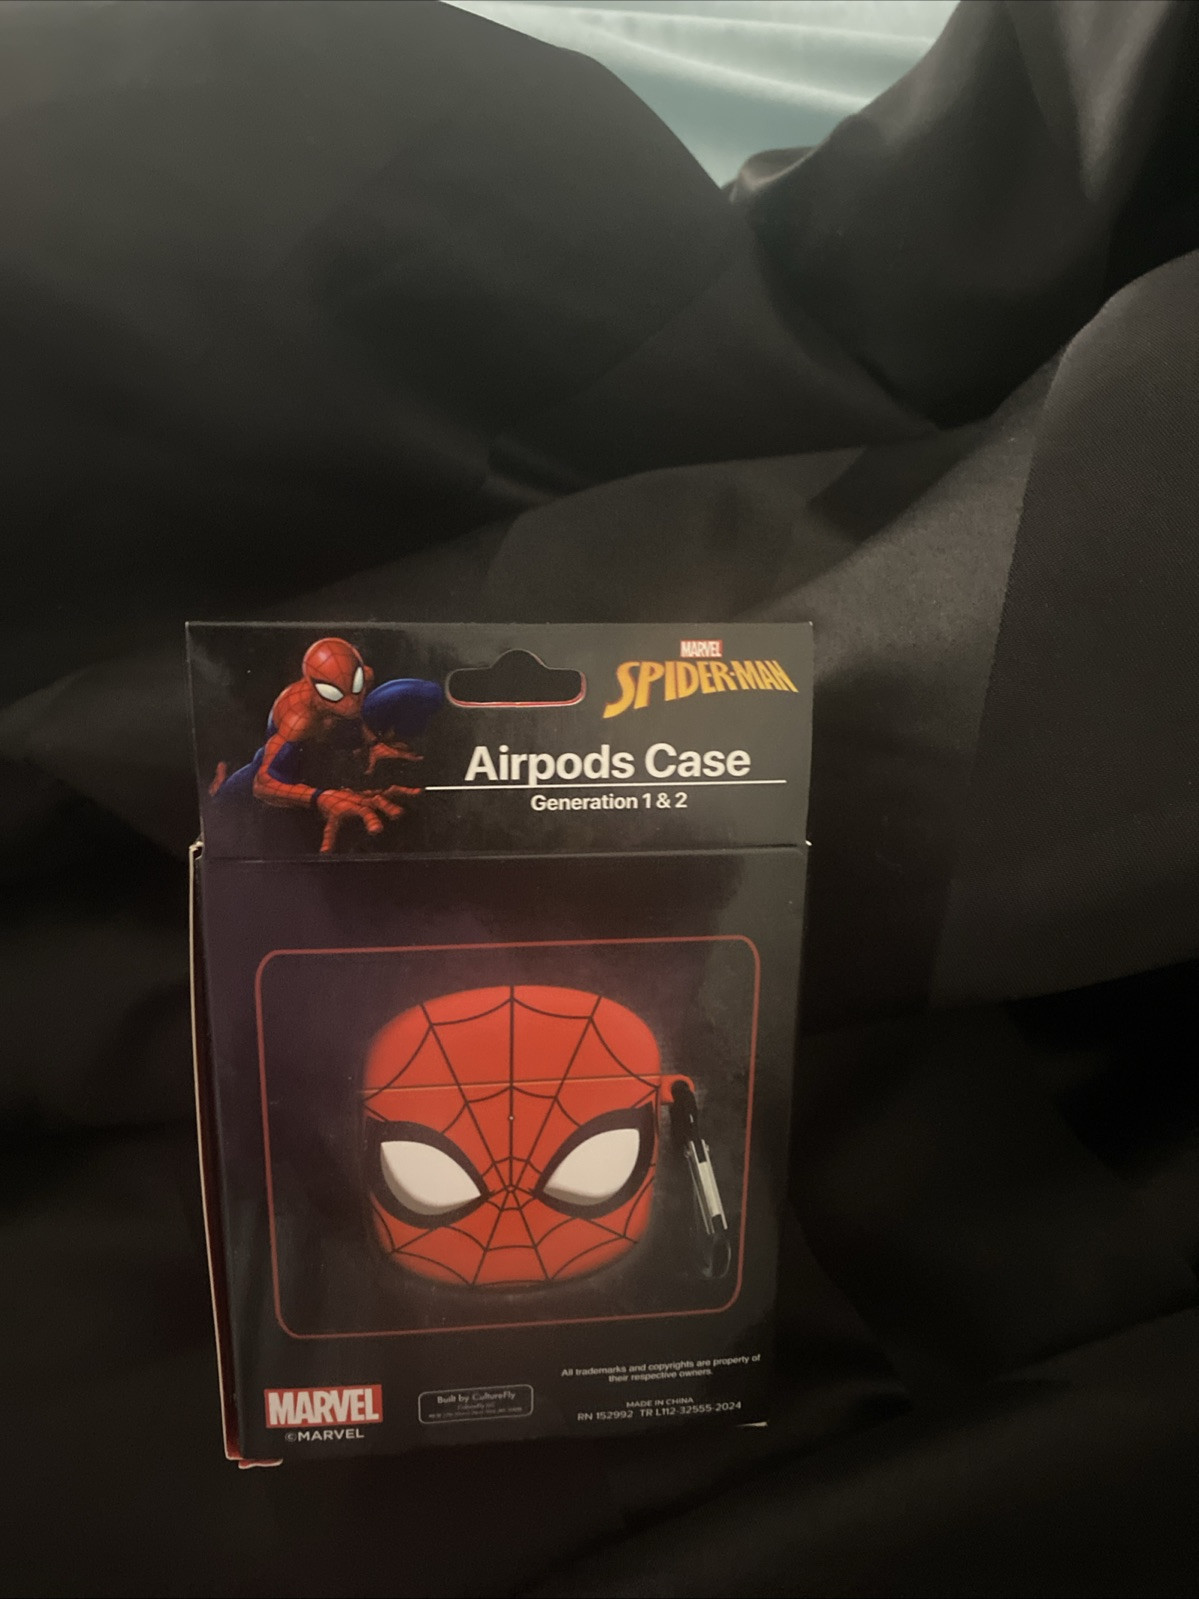 MARVEL
SPIDER-MAN
Airpods Case
Generation 1 & 2
All trademarks and copyrights are property of
their respective owners.
MARVEL
©MARVEL
Built by CultureFly
MADE IN CHINA
RN 152992 TR L112-32555-2024